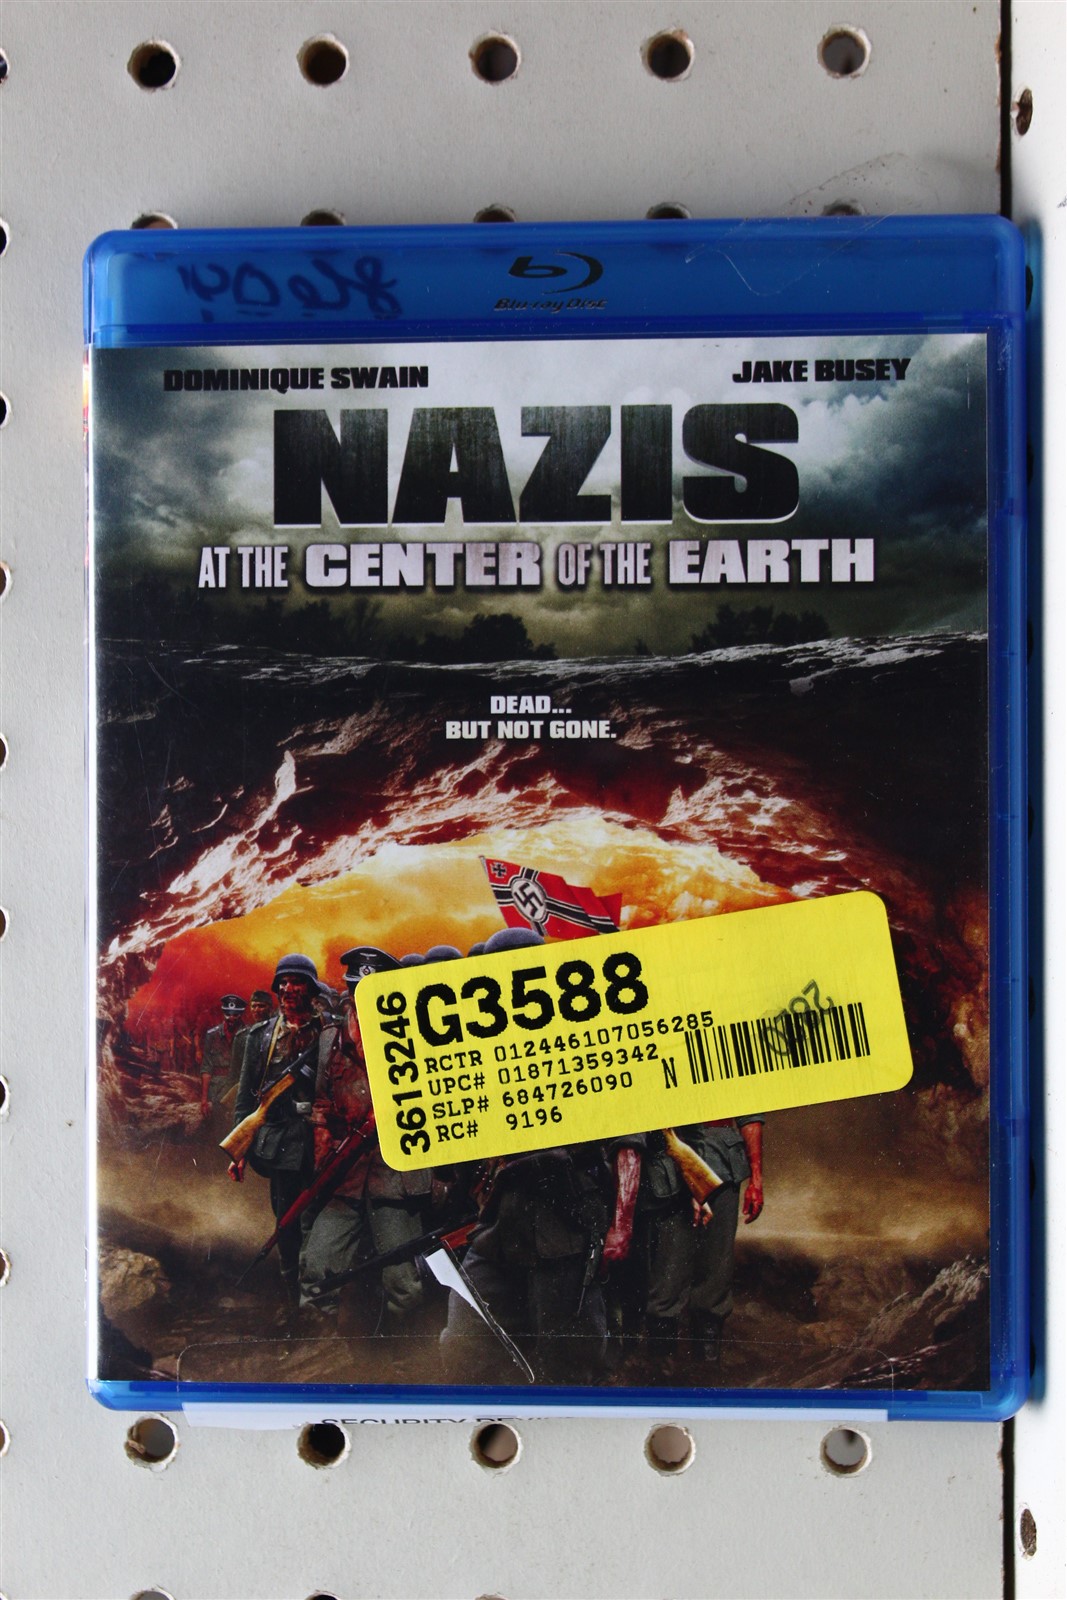 Blu-ray Disc
DOMINIQUE SWAIN
JAKE BUSEY
NAZIS
AT THE CENTER OF THE EARTH
DEAD...
BUT NOT GONE.
3613246
G3588
RCTR 012446107056285
UPC# 01871359342
SLP# 684726090 N
RC# 9196
SECURITY